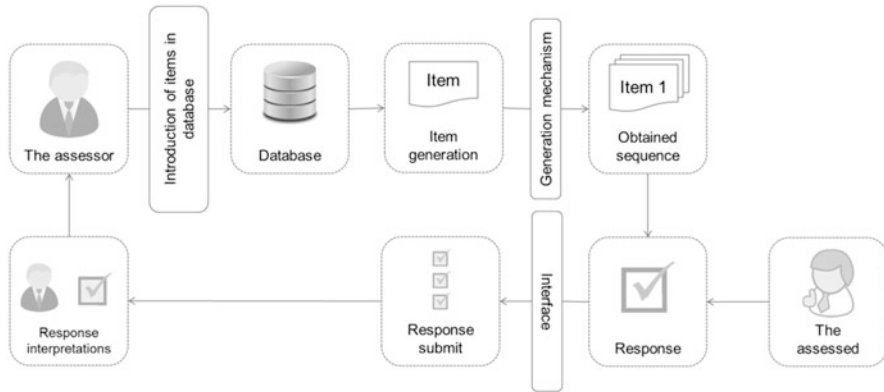 The assessor
Introduction of items in
database
Database
Item
Item
generation
Generation mechanism
Item 1
Obtained
sequence
Response
interpretations
Response
submit
Interface
Response
The
assessed